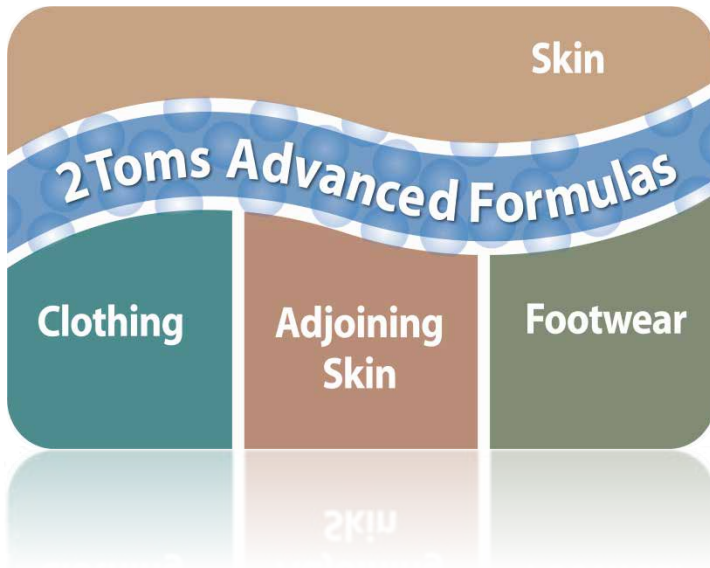 Skin
2Toms Advanced Formulas
Clothing
Adjoining
Skin
Footwear